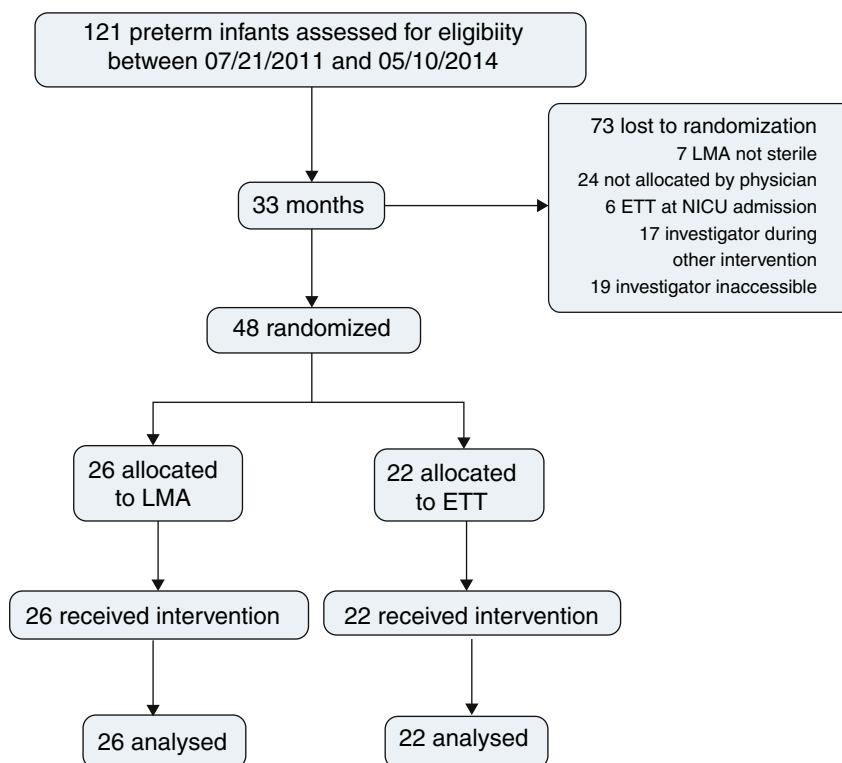 121 preterm infants assessed for eligibiity
between 07/21/2011 and 05/10/2014
73 lost to randomization
7 LMA not sterile
24 not allocated by physician
6 ETT at NICU admission
17 investigator during
other intervention
19 investigator inaccessible
33 months
48 randomized
26 allocated
to LMA
22 allocated
to ETT
26 received intervention
22 received intervention
26 analysed
22 analysed